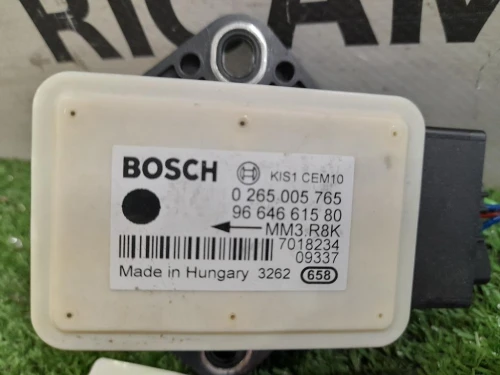 RICAM
BOSCH KIS1 CEM10
0 265 005 765
96 646 615 80
MM3 R8K
7018234
09337
Made in Hungary 3262 658